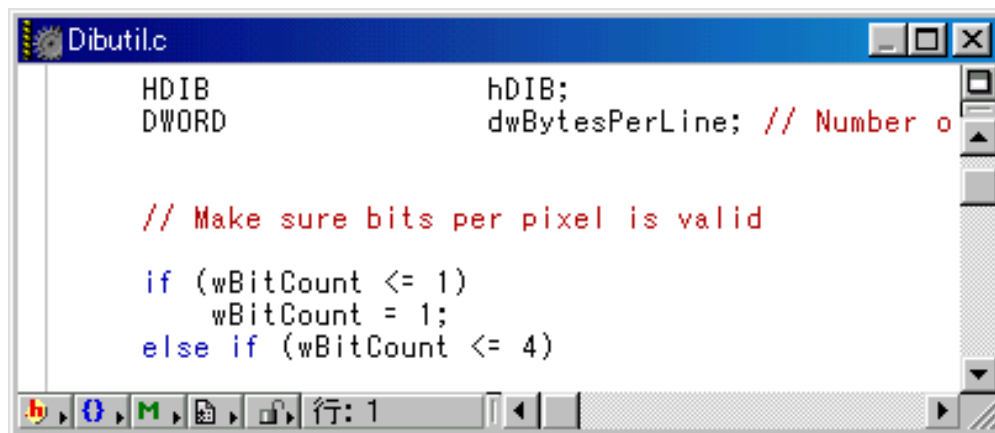 Dibutil.c
HDIB hDIB;
DWORD dwBytesPerLine; // Number o
// Make sure bits per pixel is valid
if (wBitCount <= 1)
wBitCount = 1;
else if (wBitCount <= 4)
.h {} M 行: 1